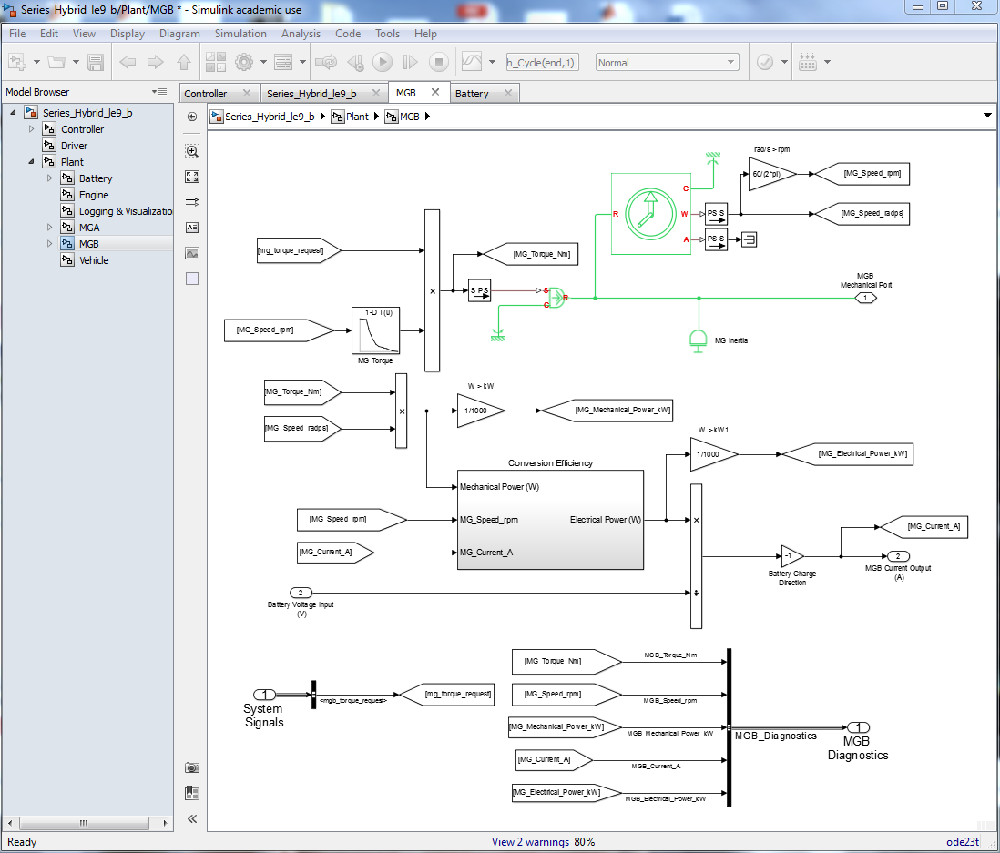 Series_Hybrid_le9_b/Plant/MGB * - Simulink academic use
File Edit View Display Diagram Simulation Analysis Code Tools Help
h_Cycle(end,1)
Normal
Model Browser
Controller
Series_Hybrid_le9_b
MGB
Battery
Series_Hybrid_le9_b
Controller
Driver
Plant
Battery
Engine
Logging & Visualizatio
MGA
MGB
Vehicle
Series_Hybrid_le9_b Plant MGB
rad/s > rpm
60/(2*pi)
[MG_Speed_rpm]
C
R
W
A
PS S
[MG_Speed_radps]
PS S
[mg_torque_request]
[MG_Torque_Nm]
×
S PS
S
C
R
MGB
Mechanical Port
1
[MG_Speed_rpm]
1-D T(u)
MG Torque
MG Inertia
[MG_Torque_Nm]
[MG_Speed_radps]
×
W > kW
1/1000
[MG_Mechanical_Power_kW]
W >kW1
1/1000
[MG_Electrical_Power_kW]
Conversion Efficiency
Mechanical Power (W)
MG_Speed_rpm
MG_Current_A
Electrical Power (W)
[MG_Speed_rpm]
[MG_Current_A]
×
÷
2
Battery Voltage Input
(V)
-1
Battery Charge
Direction
[MG_Current_A]
2
MGB Current Output
(A)
1
System
Signals
<mgb_torque_request>
[mg_torque_request]
[MG_Torque_Nm]
MGB_Torque_Nm
[MG_Speed_rpm]
MGB_Speed_rpm
[MG_Mechanical_Power_kW]
MGB_Mechanical_Power_kW
[MG_Current_A]
MGB_Current_A
[MG_Electrical_Power_kW]
MGB_Electrical_Power_kW
MGB_Diagnostics
1
MGB
Diagnostics
Ready
View 2 warnings 80%
ode23t